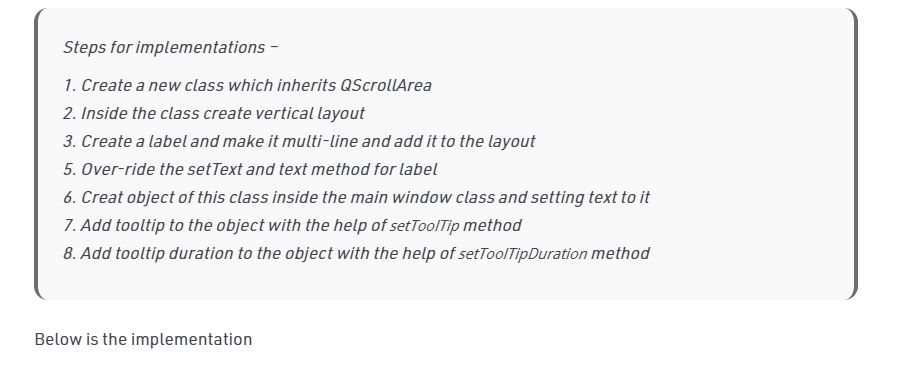 Steps for implementations –
1. Create a new class which inherits QScrollArea
2. Inside the class create vertical layout
3. Create a label and make it multi-line and add it to the layout
5. Over-ride the setText and text method for label
6. Creat object of this class inside the main window class and setting text to it
7. Add tooltip to the object with the help of setToolTip method
8. Add tooltip duration to the object with the help of setToolTipDuration method
Below is the implementation